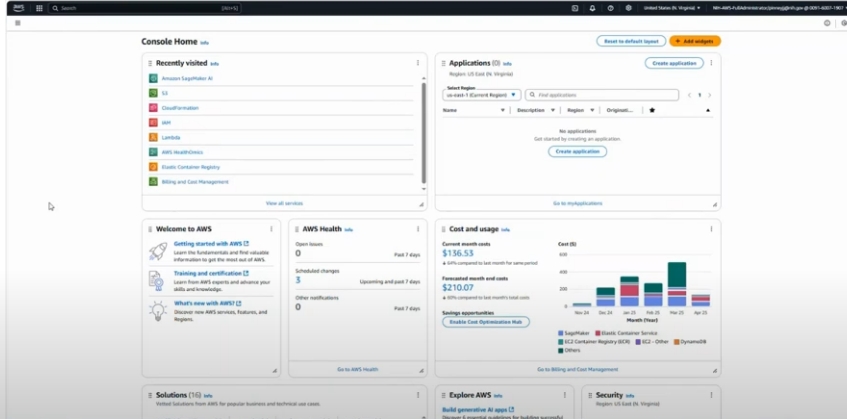 aws
Search
[Alt+S]
United States (N. Virginia)
Console Home Info
Reset to default layout
+ Add widgets
Recently visited Info
Amazon SageMaker AI
S3
CloudFormation
IAM
Lambda
AWS HealthOmics
Elastic Container Registry
Billing and Cost Management
View all services
Applications (0) Info
Region: US East (N. Virginia)
Create application
Select Region
us-east-1 (Current Region)
Find applications
1
Name
Description
Region
Originati...
No applications
Get started by creating an application.
Create application
Go to myApplications
Welcome to AWS
Getting started with AWS
Learn the fundamentals and find valuable
information to get the most out of AWS.
Training and certification
Learn from AWS experts and advance your
skills and knowledge.
What's new with AWS?
Discover new AWS services, features, and
Regions.
AWS Health Info
Open issues
0
Past 7 days
Scheduled changes
3
Upcoming and past 7 days
Other notifications
0
Past 7 days
Go to AWS Health
Cost and usage Info
Current month costs
$136.53
compared to last month for same period
Forecasted month end costs
$210.07
compared to last month's total costs
Savings opportunities
Enable Cost Optimization Hub
Cost ($)
600
400
200
0
Nov 24
Dec 24
Jan 25
Feb 25
Mar 25
Apr 25
Month (Year)
SageMaker
Elastic Container Service
EC2 Container Registry (ECR)
EC2 - Other
DynamoDB
Others
Go to Billing and Cost Management
Solutions (16) Info
Vetted Solutions from AWS for popular business and technical use cases.
Explore AWS Info
Build generative AI apps
Security Info
Region: US East (N. Virginia)